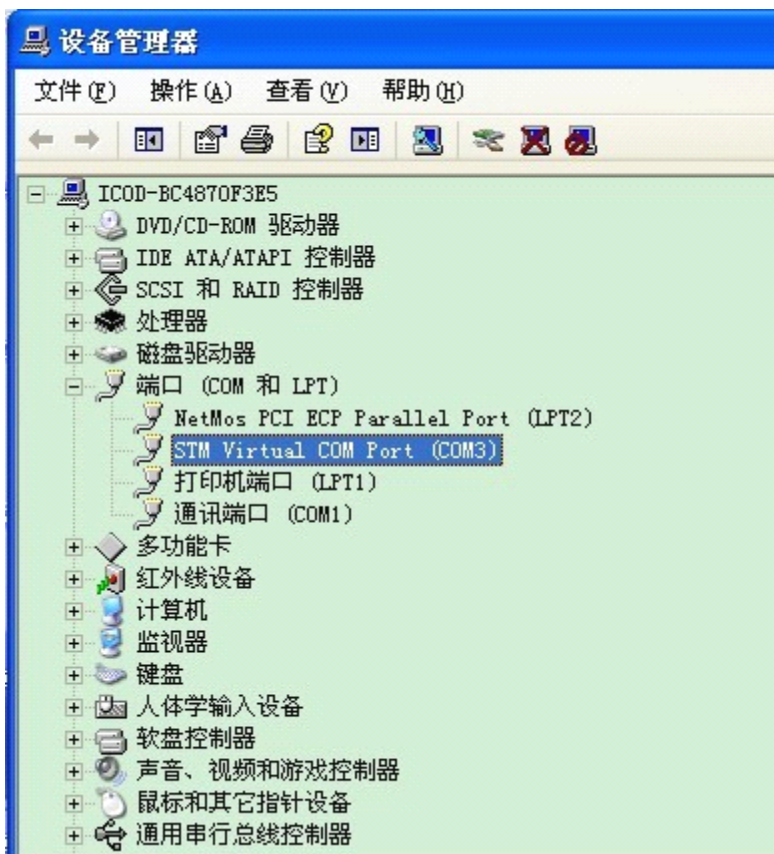 设备管理器
文件(F) 操作(A) 查看(V) 帮助(H)
ICOD-BC4870F3E5
DVD/CD-ROM 驱动器
IDE ATA/ATAPI 控制器
SCSI 和 RAID 控制器
处理器
磁盘驱动器
端口 (COM 和 LPT)
NetMos PCI ECP Parallel Port (LPT2)
STM Virtual COM Port (COM3)
打印机端口 (LPT1)
通讯端口 (COM1)
多功能卡
红外线设备
计算机
监视器
键盘
人体学输入设备
软盘控制器
声音、视频和游戏控制器
鼠标和其它指针设备
通用串行总线控制器